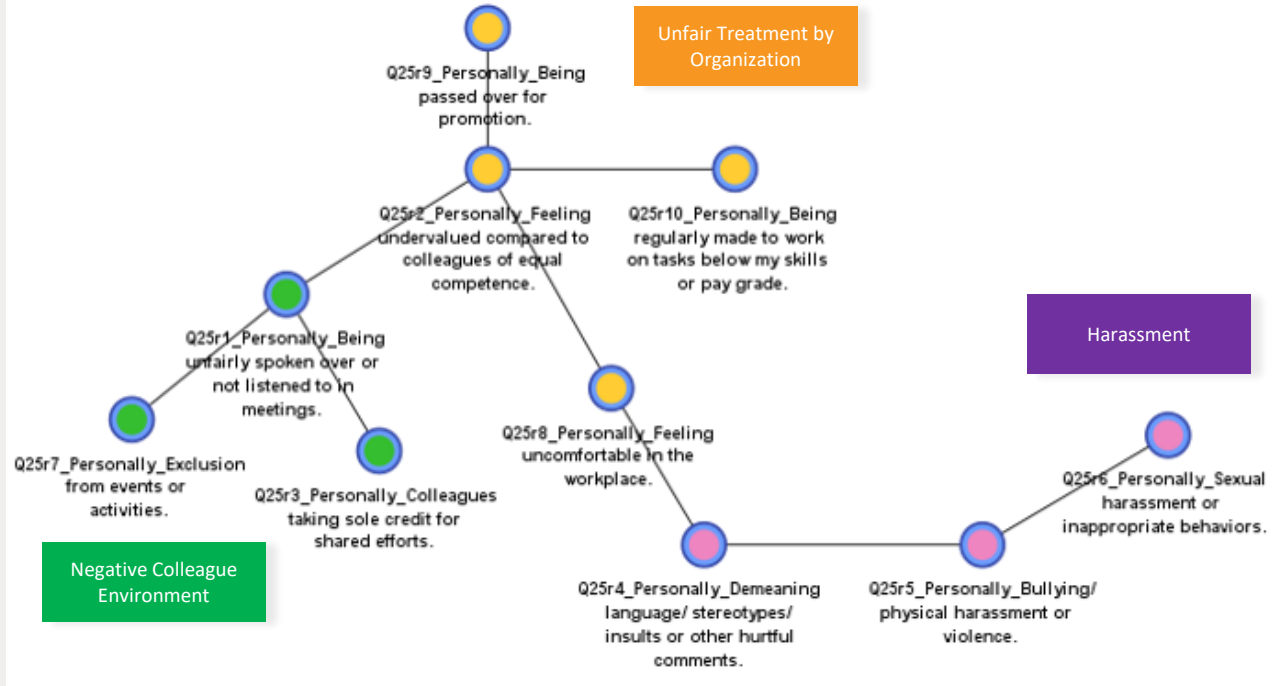 Unfair Treatment by
Organization
Q25r9_Personally_Being
passed over for
promotion.
Q25r2_Personally_Feeling
undervalued compared to
colleagues of equal
competence.
Q25r10_Personally_Being
regularly made to work
on tasks below my skills
or pay grade.
Harassment
Q25r1_Personally_Being
unfairly spoken over or
not listened to in
meetings.
Q25r8_Personally_Feeling
uncomfortable in the
workplace.
Q25r7_Personally_Exclusion
from events or
activities.
Q25r3_Personally_Colleagues
taking sole credit for
shared efforts.
Q25r6_Personally_Sexual
harassment or
inappropriate behaviors.
Negative Colleague
Environment
Q25r4_Personally_Demeaning
language/ stereotypes/
insults or other hurtful
comments.
Q25r5_Personally_Bullying/
physical harassment or
violence.